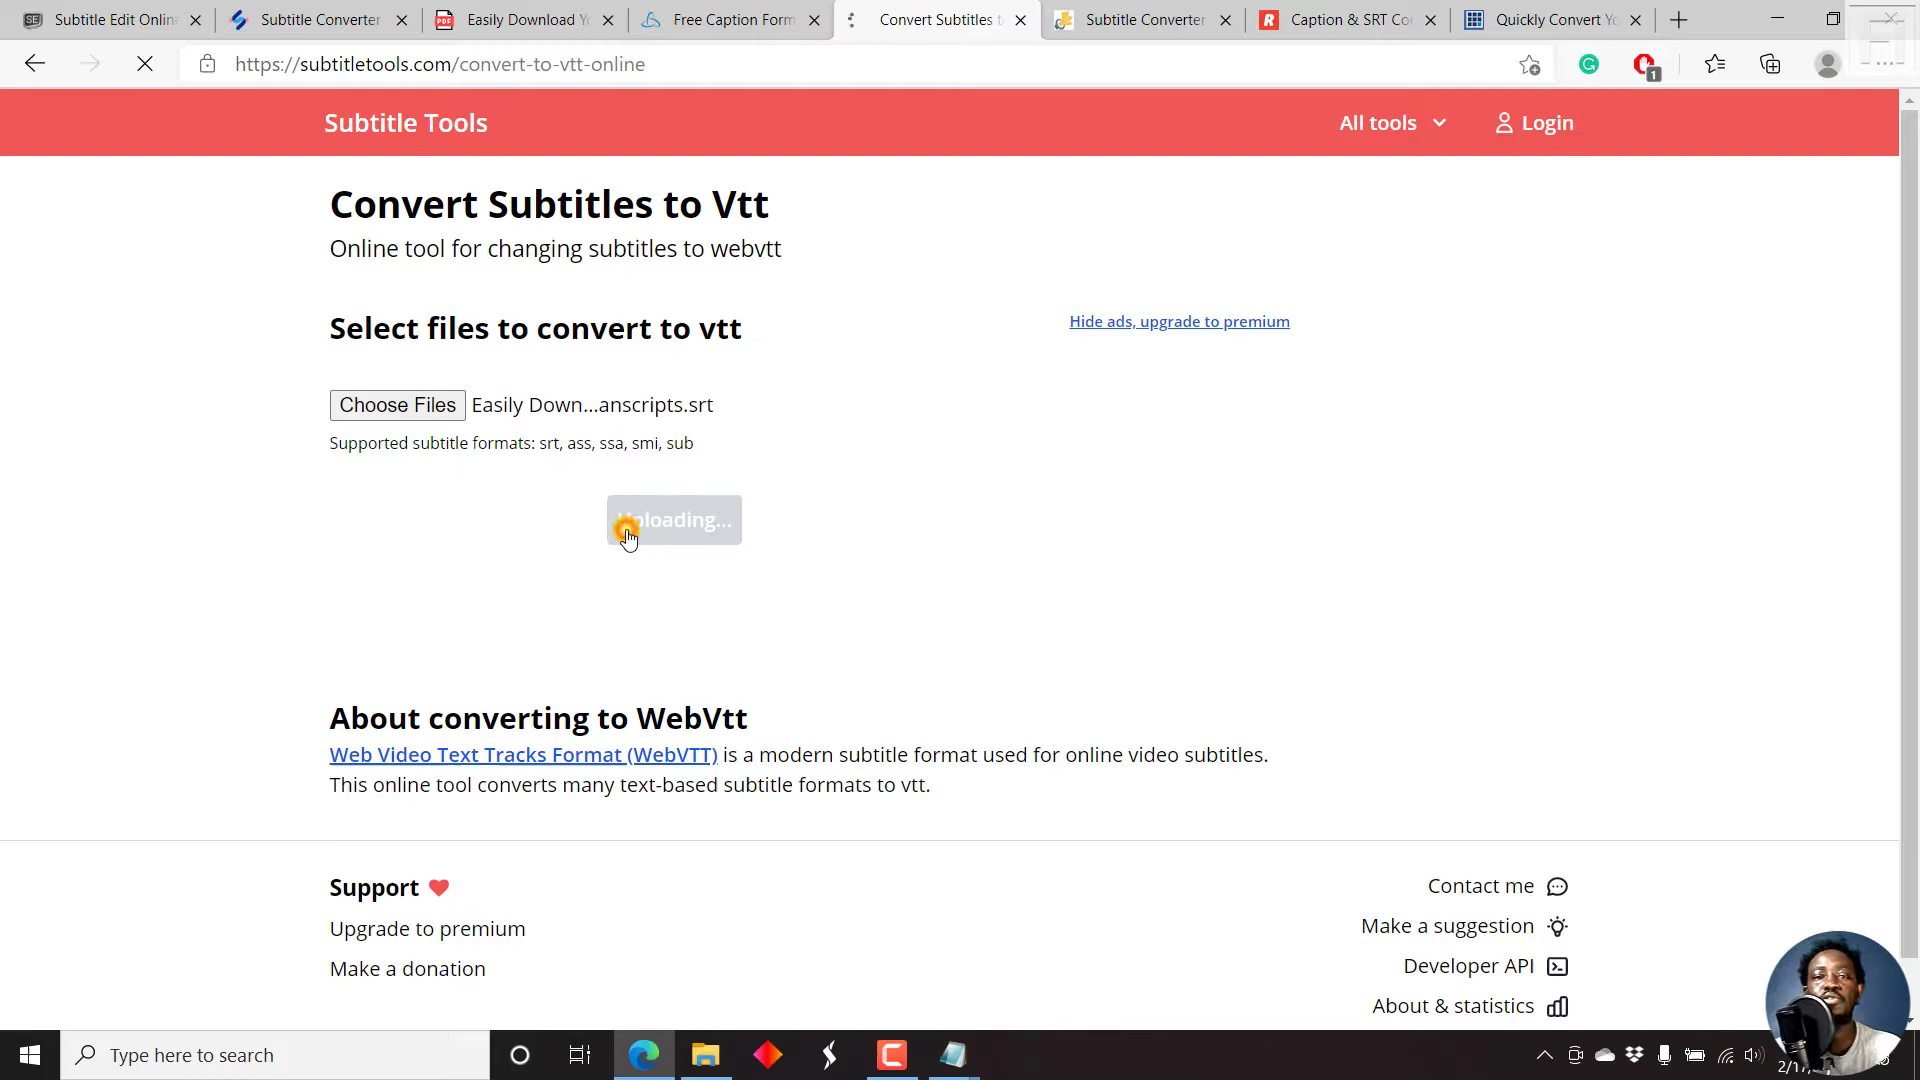 Subtitle Edit Onlin
Subtitle Converter
Easily Download Y
Free Caption Form
Convert Subtitles t
Subtitle Converter
Caption & SRT Co
Quickly Convert Yo
https://subtitletools.com/convert-to-vtt-online
1
Subtitle Tools
All tools
Login
Convert Subtitles to Vtt
Online tool for changing subtitles to webvtt
Select files to convert to vtt
Hide ads, upgrade to premium
Choose Files Easily Down...anscripts.srt
Supported subtitle formats: srt, ass, ssa, smi, sub
Uploading...
About converting to WebVtt
Web Video Text Tracks Format (WebVTT) is a modern subtitle format used for online video subtitles.
This online tool converts many text-based subtitle formats to vtt.
Support
Upgrade to premium
Make a donation
Contact me
Make a suggestion
Developer API
About & statistics
Type here to search